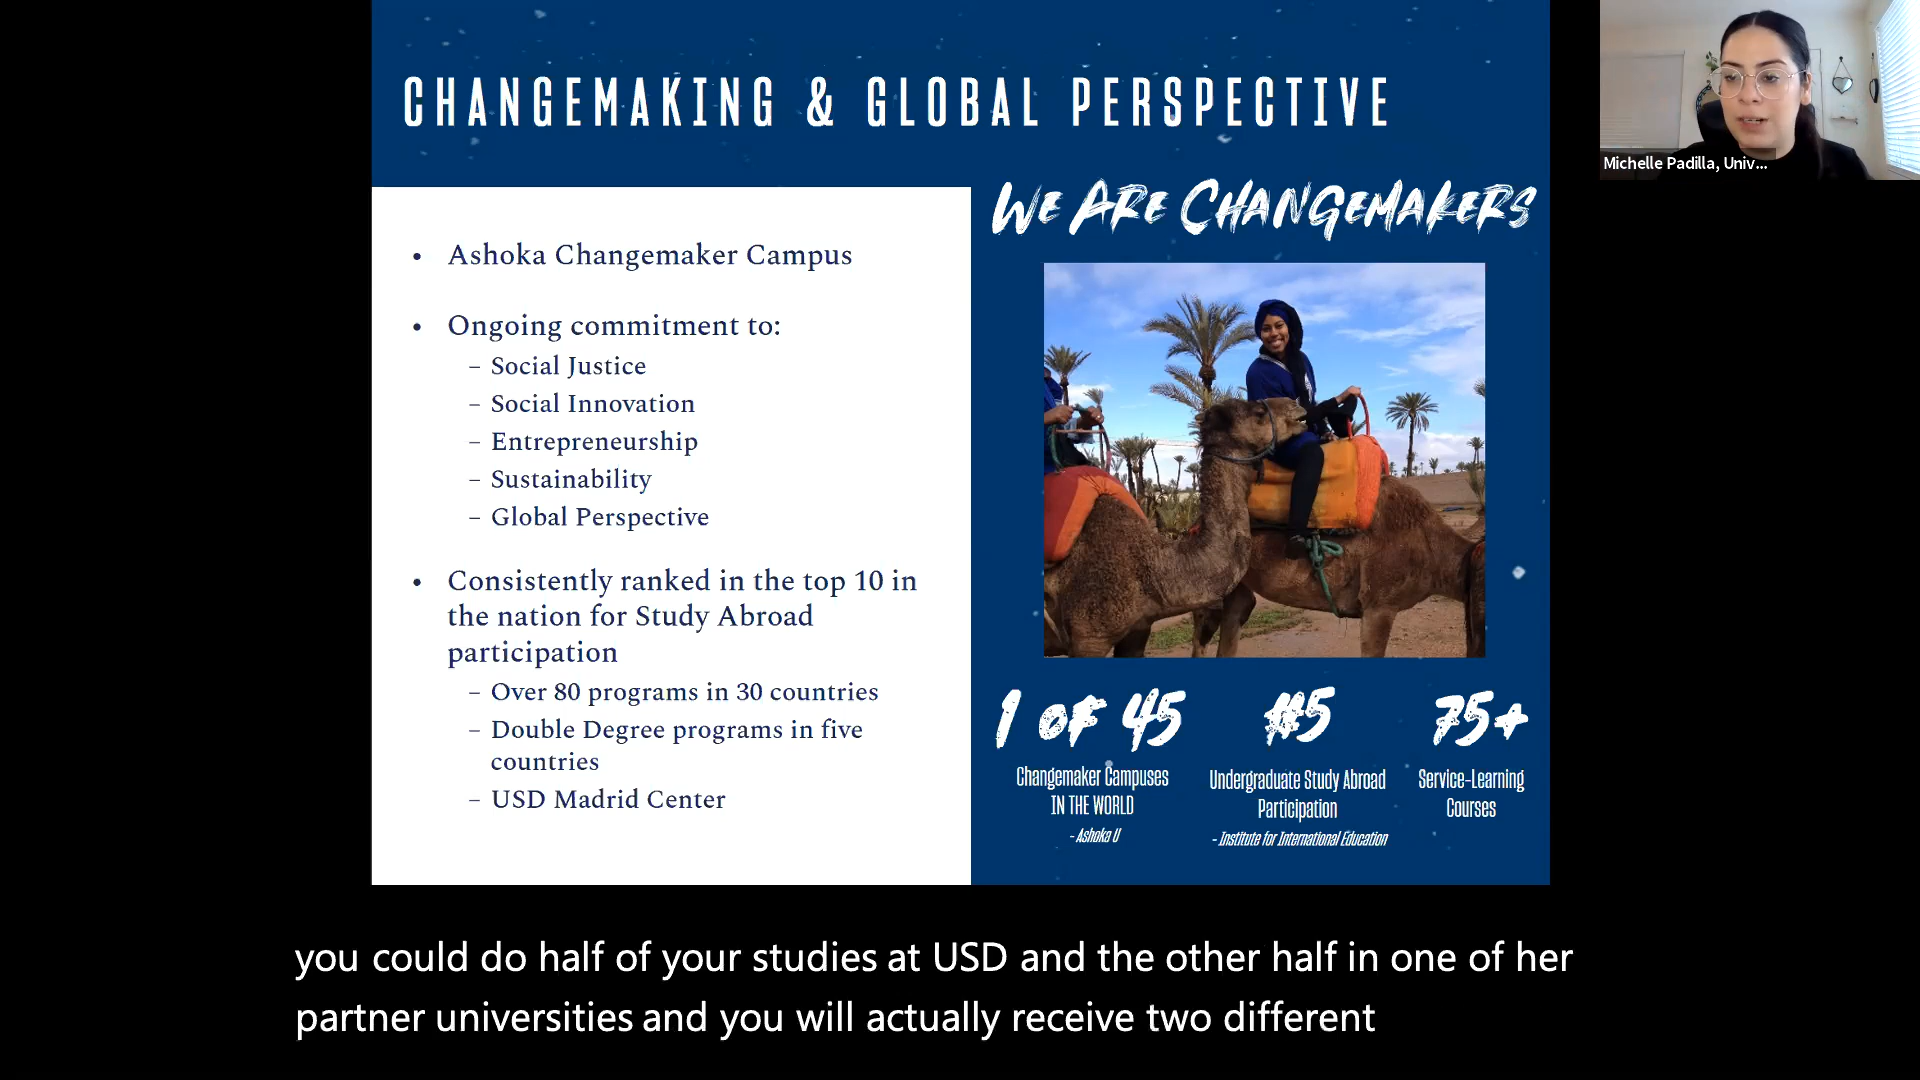 CHANGEMAKING & GLOBAL PERSPECTIVE
Michelle Padilla, Univ...
WE ARE CHANGEMAKERS
• Ashoka Changemaker Campus
• Ongoing commitment to:
– Social Justice
– Social Innovation
– Entrepreneurship
– Sustainability
– Global Perspective
• Consistently ranked in the top 10 in
the nation for Study Abroad
participation
– Over 80 programs in 30 countries
– Double Degree programs in five
countries
– USD Madrid Center
1 OF 45
Changemaker Campuses
IN THE WORLD
- Ashoka U
#5
Undergraduate Study Abroad
Participation
- Institute for International Education
75+
Service-Learning
Courses
you could do half of your studies at USD and the other half in one of her
partner universities and you will actually receive two different